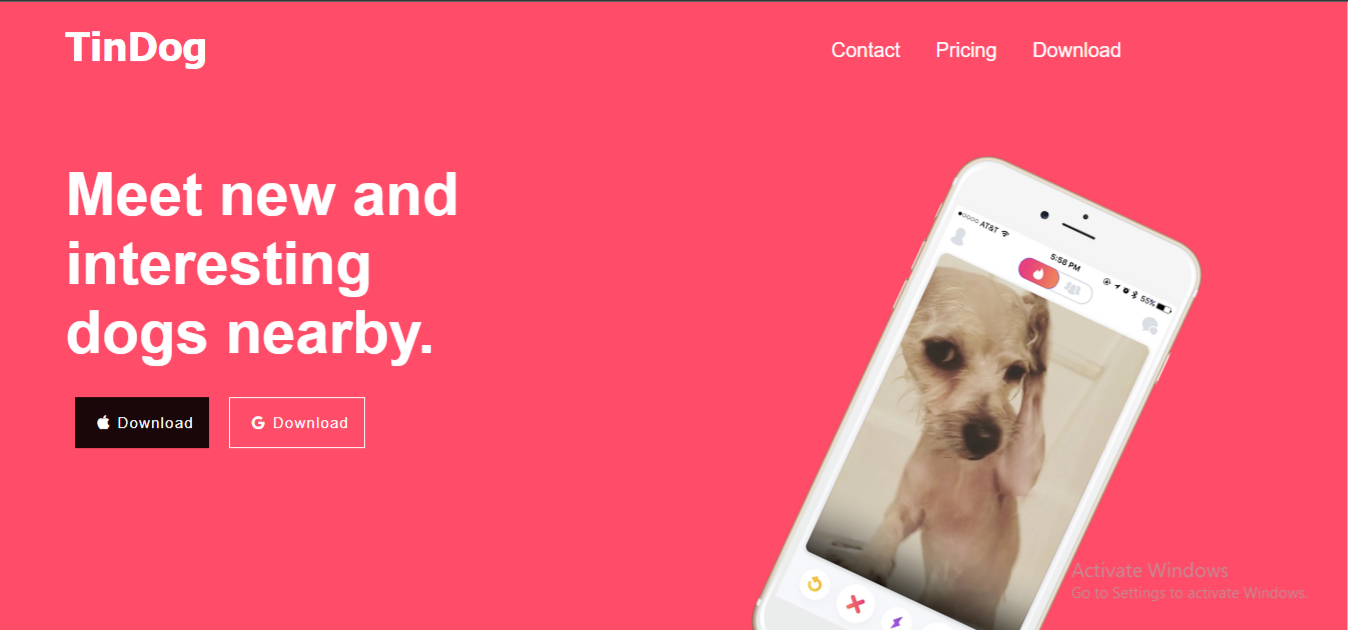 TinDog
Contact Pricing Download
Meet new and
interesting
dogs nearby.
Download Download
AT&T
5:58 PM
55%
Activate Windows
Go to Settings to activate Windows.